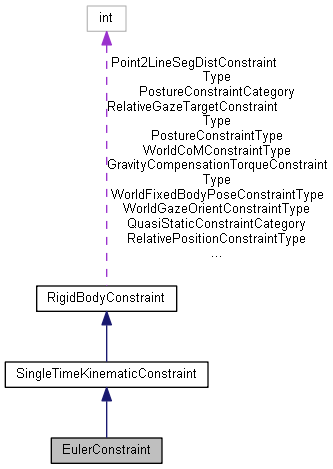 int
Point2LineSegDistConstraint
Type
PostureConstraintCategory
RelativeGazeTargetConstraint
Type
PostureConstraintType
WorldCoMConstraintType
GravityCompensationTorqueConstraint
Type
WorldFixedBodyPoseConstraintType
WorldGazeOrientConstraintType
QuasiStaticConstraintCategory
RelativePositionConstraintType
...
RigidBodyConstraint
SingleTimeKinematicConstraint
EulerConstraint